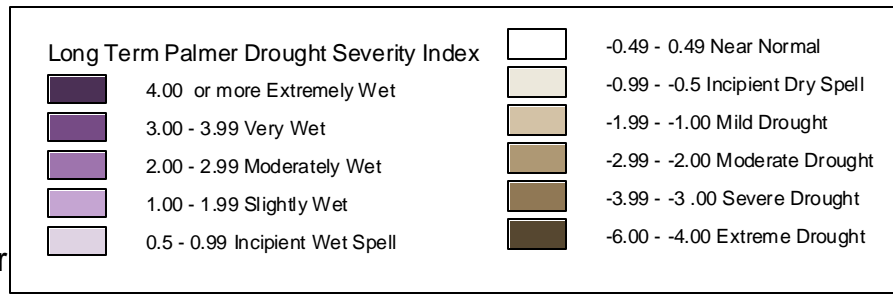 Long Term Palmer Drought Severity Index
4.00 or more Extremely Wet
3.00 - 3.99 Very Wet
2.00 - 2.99 Moderately Wet
1.00 - 1.99 Slightly Wet
0.5 - 0.99 Incipient Wet Spell
-0.49 - 0.49 Near Normal
-0.99 - -0.5 Incipient Dry Spell
-1.99 - -1.00 Mild Drought
-2.99 - -2.00 Moderate Drought
-3.99 - -3 .00 Severe Drought
-6.00 - -4.00 Extreme Drought
r